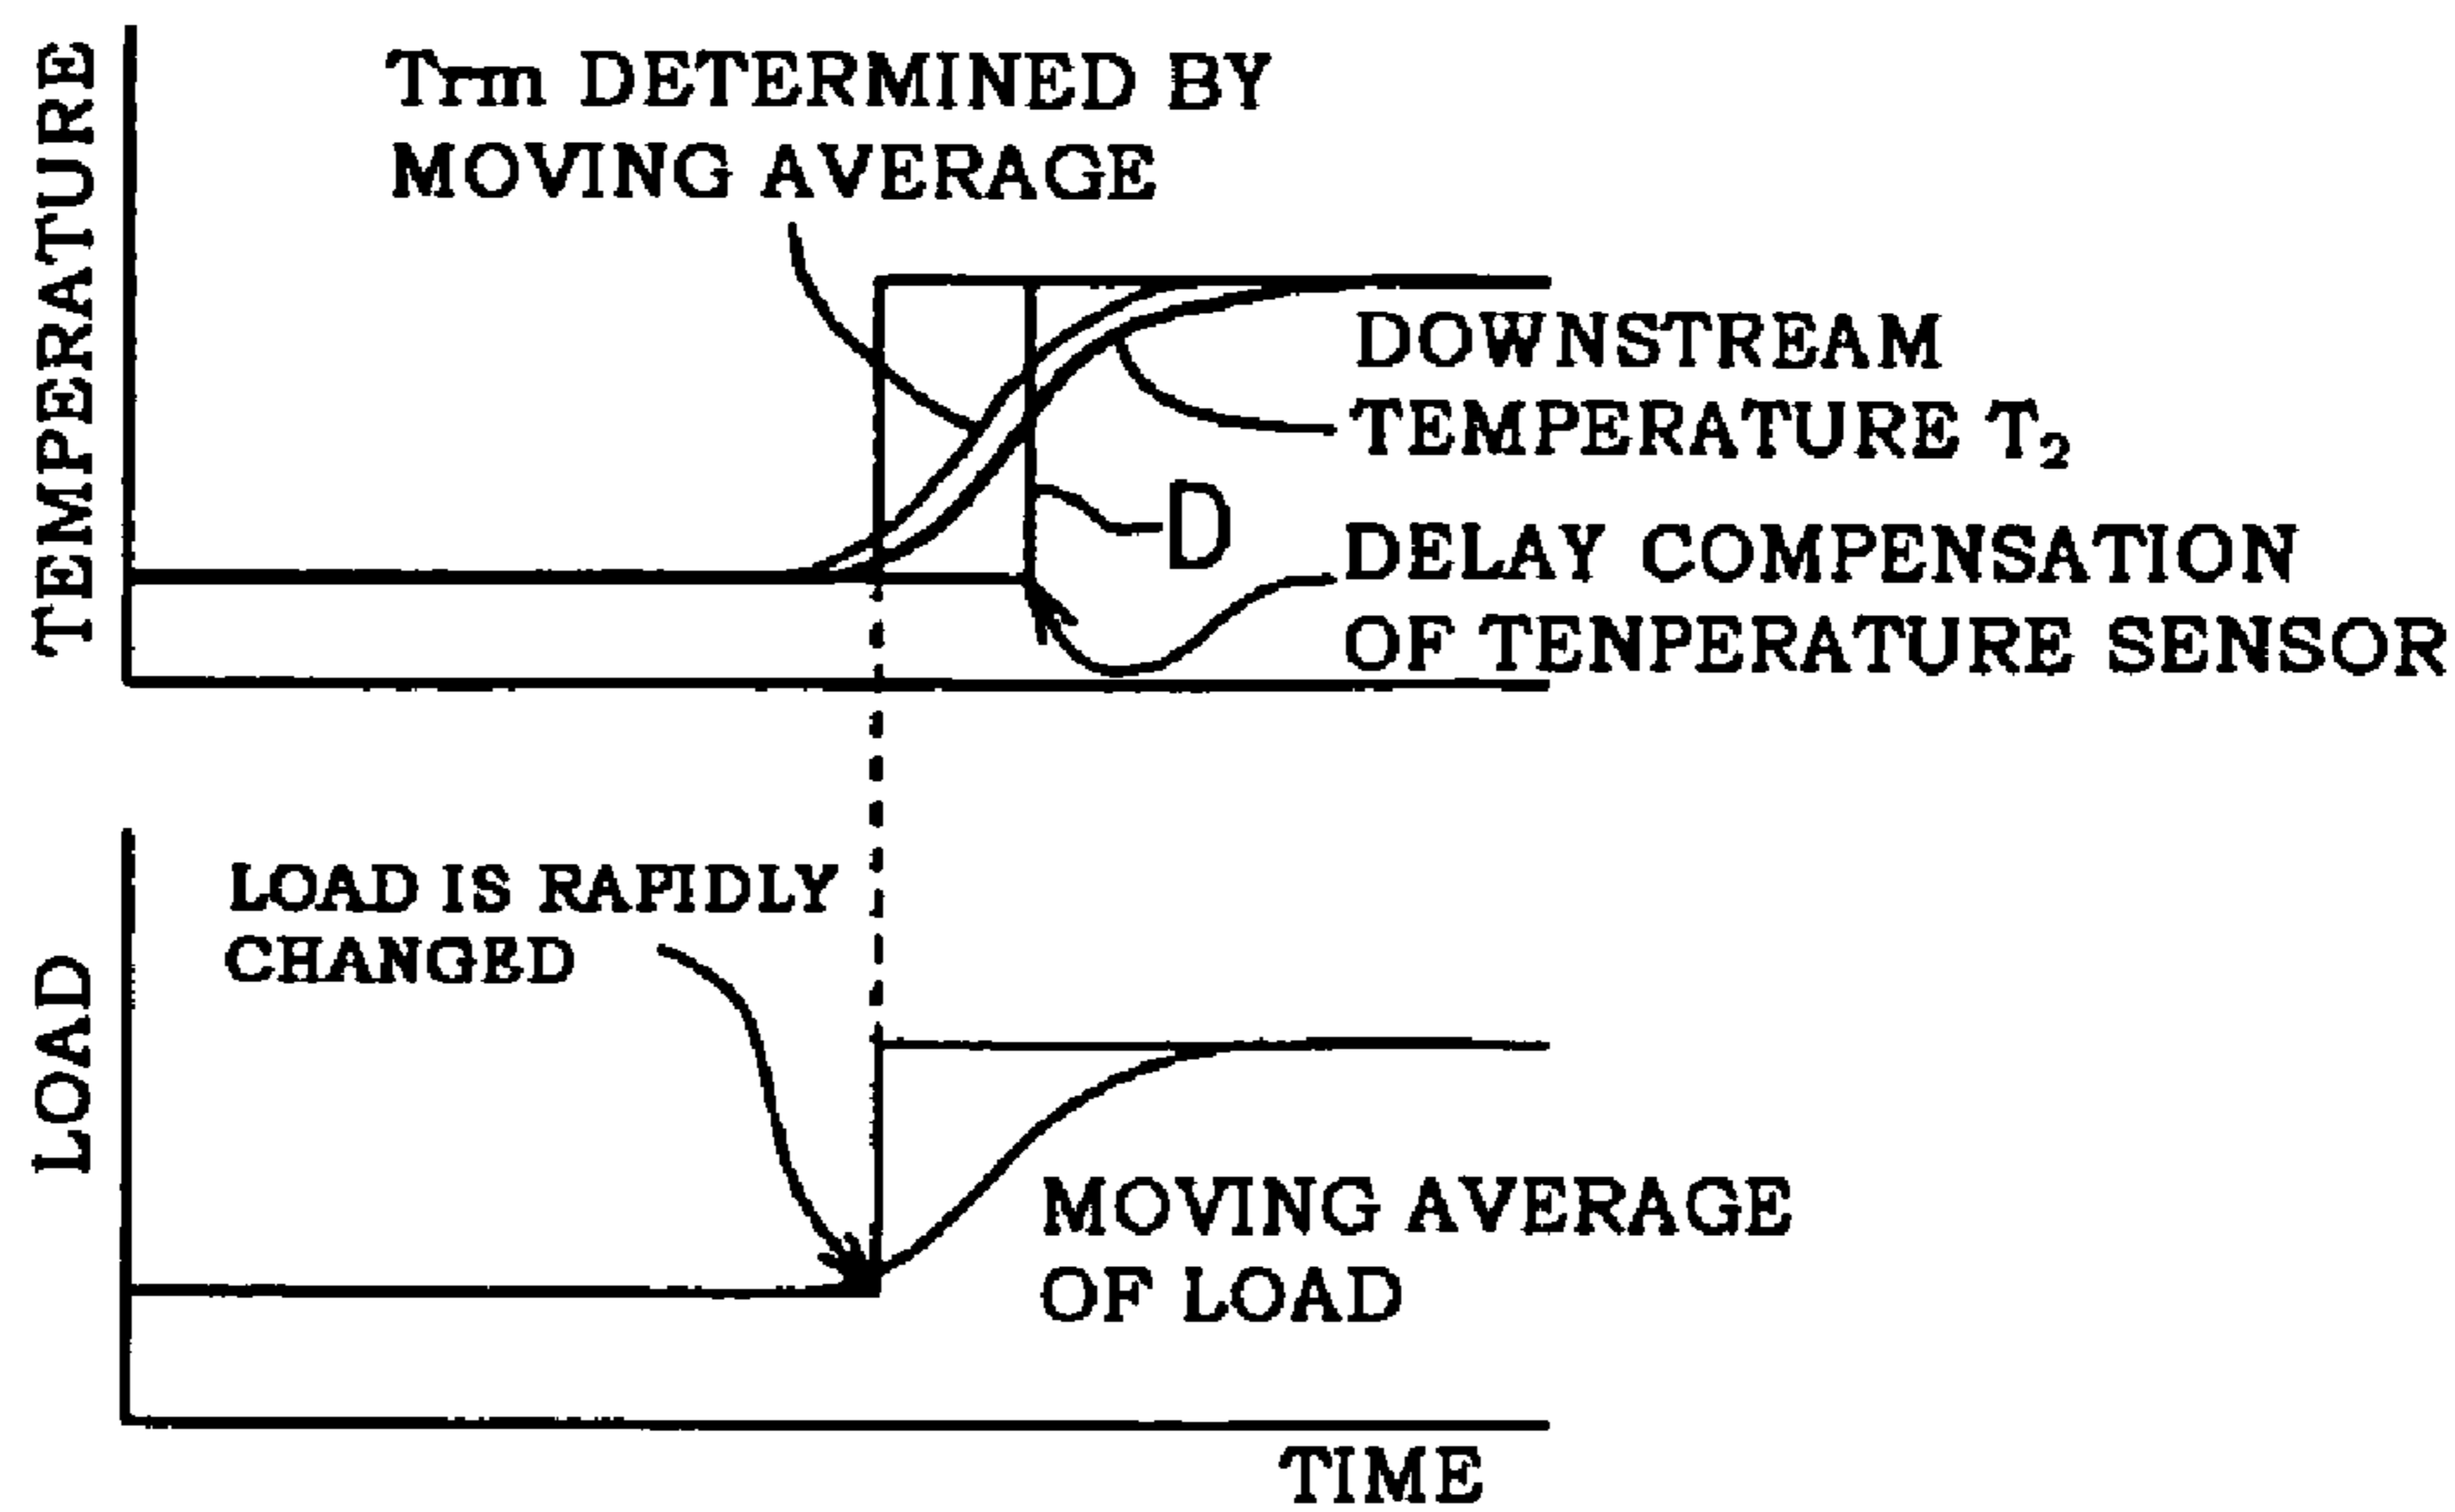 TEMPERATURE
Trm DETERMINED BY
MOVING AVERAGE
DOWNSTREAM
TEMPERATURE T₂
D
DELAY COMPENSATION
OF TENPERATURE SENSOR
LOAD
LOAD IS RAPIDLY
CHANGED
MOVING AVERAGE
OF LOAD
TIME